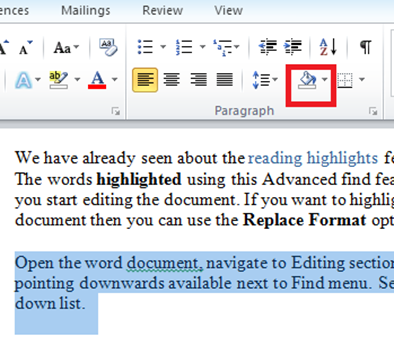 ences Mailings Review View
A A Aa
A ab A
Paragraph
We have already seen about the reading highlights fe
The words highlighted using this Advanced find fea
you start editing the document. If you want to highlig
document then you can use the Replace Format opt
Open the word document, navigate to Editing section
pointing downwards available next to Find menu. Se
down list.